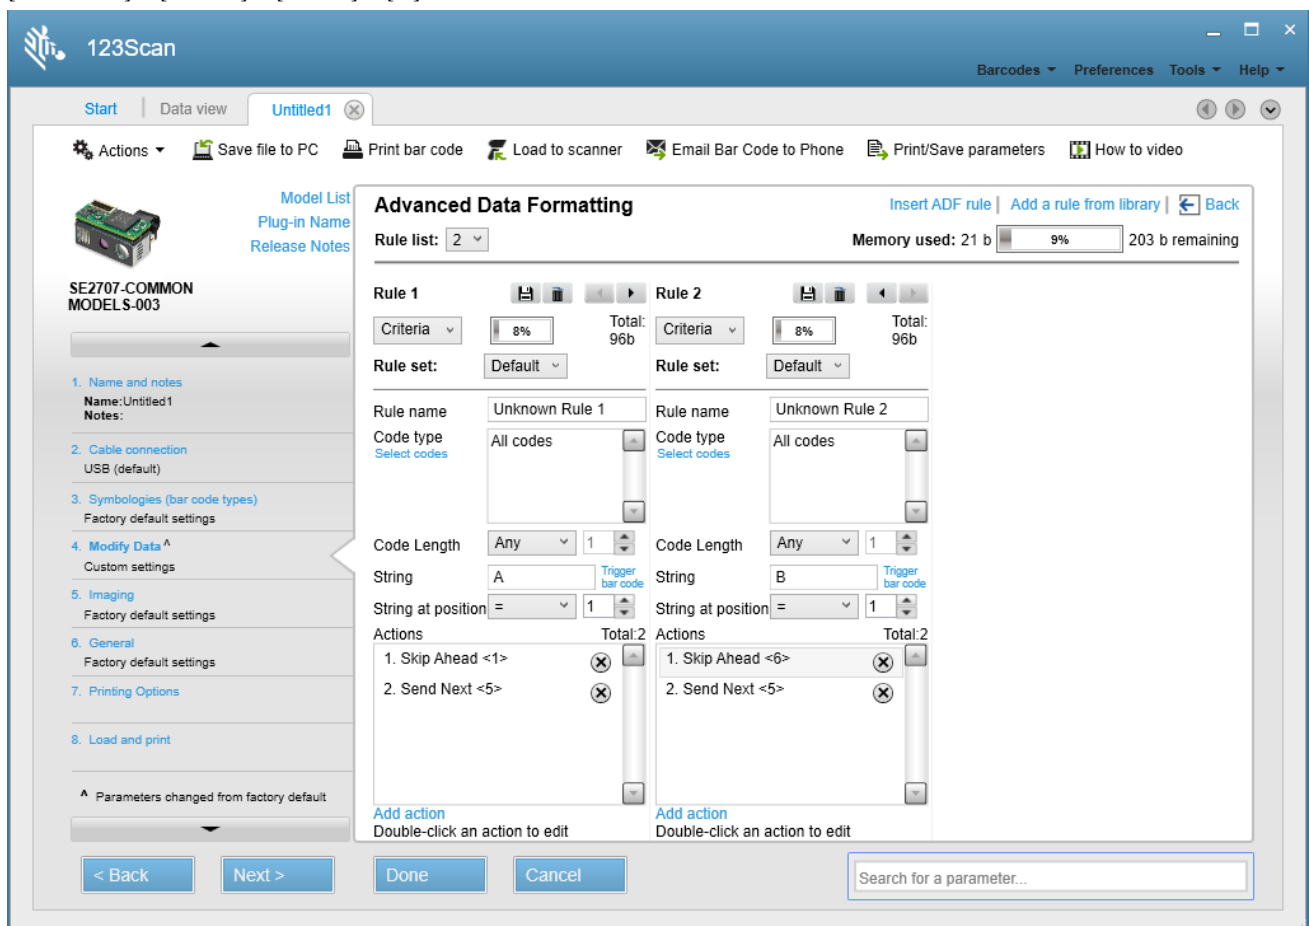 123Scan
Barcodes Preferences Tools Help
Start Data view Untitled1
Actions Save file to PC Print bar code Load to scanner Email Bar Code to Phone Print/Save parameters How to video
Model List
Plug-in Name
Release Notes
SE2707-COMMON
MODELS-003
1. Name and notes
Name:Untitled1
Notes:
2. Cable connection
USB (default)
3. Symbologies (bar code types)
Factory default settings
4. Modify Data ^
Custom settings
5. Imaging
Factory default settings
6. General
Factory default settings
7. Printing Options
8. Load and print
^ Parameters changed from factory default
Advanced Data Formatting
Insert ADF rule | Add a rule from library | Back
Rule list: 2
Memory used: 21 b 9% 203 b remaining
Rule 1
Criteria 8% Total: 96b
Rule set: Default
Rule name Unknown Rule 1
Code type All codes
Select codes
Code Length Any 1
String A Trigger bar code
String at position = 1
Actions Total:2
1. Skip Ahead <1>
2. Send Next <5>
Add action
Double-click an action to edit
Rule 2
Criteria 8% Total: 96b
Rule set: Default
Rule name Unknown Rule 2
Code type All codes
Select codes
Code Length Any 1
String B Trigger bar code
String at position = 1
Actions Total:2
1. Skip Ahead <6>
2. Send Next <5>
Add action
Double-click an action to edit
< Back Next > Done Cancel
Search for a parameter...